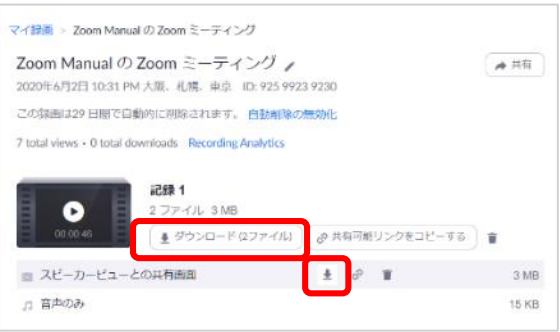 マイ録画 > Zoom Manual の Zoom ミーティング
Zoom Manual の Zoom ミーティング
共有
2020年6月2日 10:31 PM 大阪、札幌、東京 ID: 925 9923 9230
この録画は29 日間で自動的に削除されます。 自動削除の無効化
7 total views • 0 total downloads Recording Analytics
記録 1
2 ファイル 3 MB
00:00:46
ダウンロード (2ファイル) 共有可能リンクをコピーする
スピーカービューとの共有画面 3 MB
音声のみ 15 KB